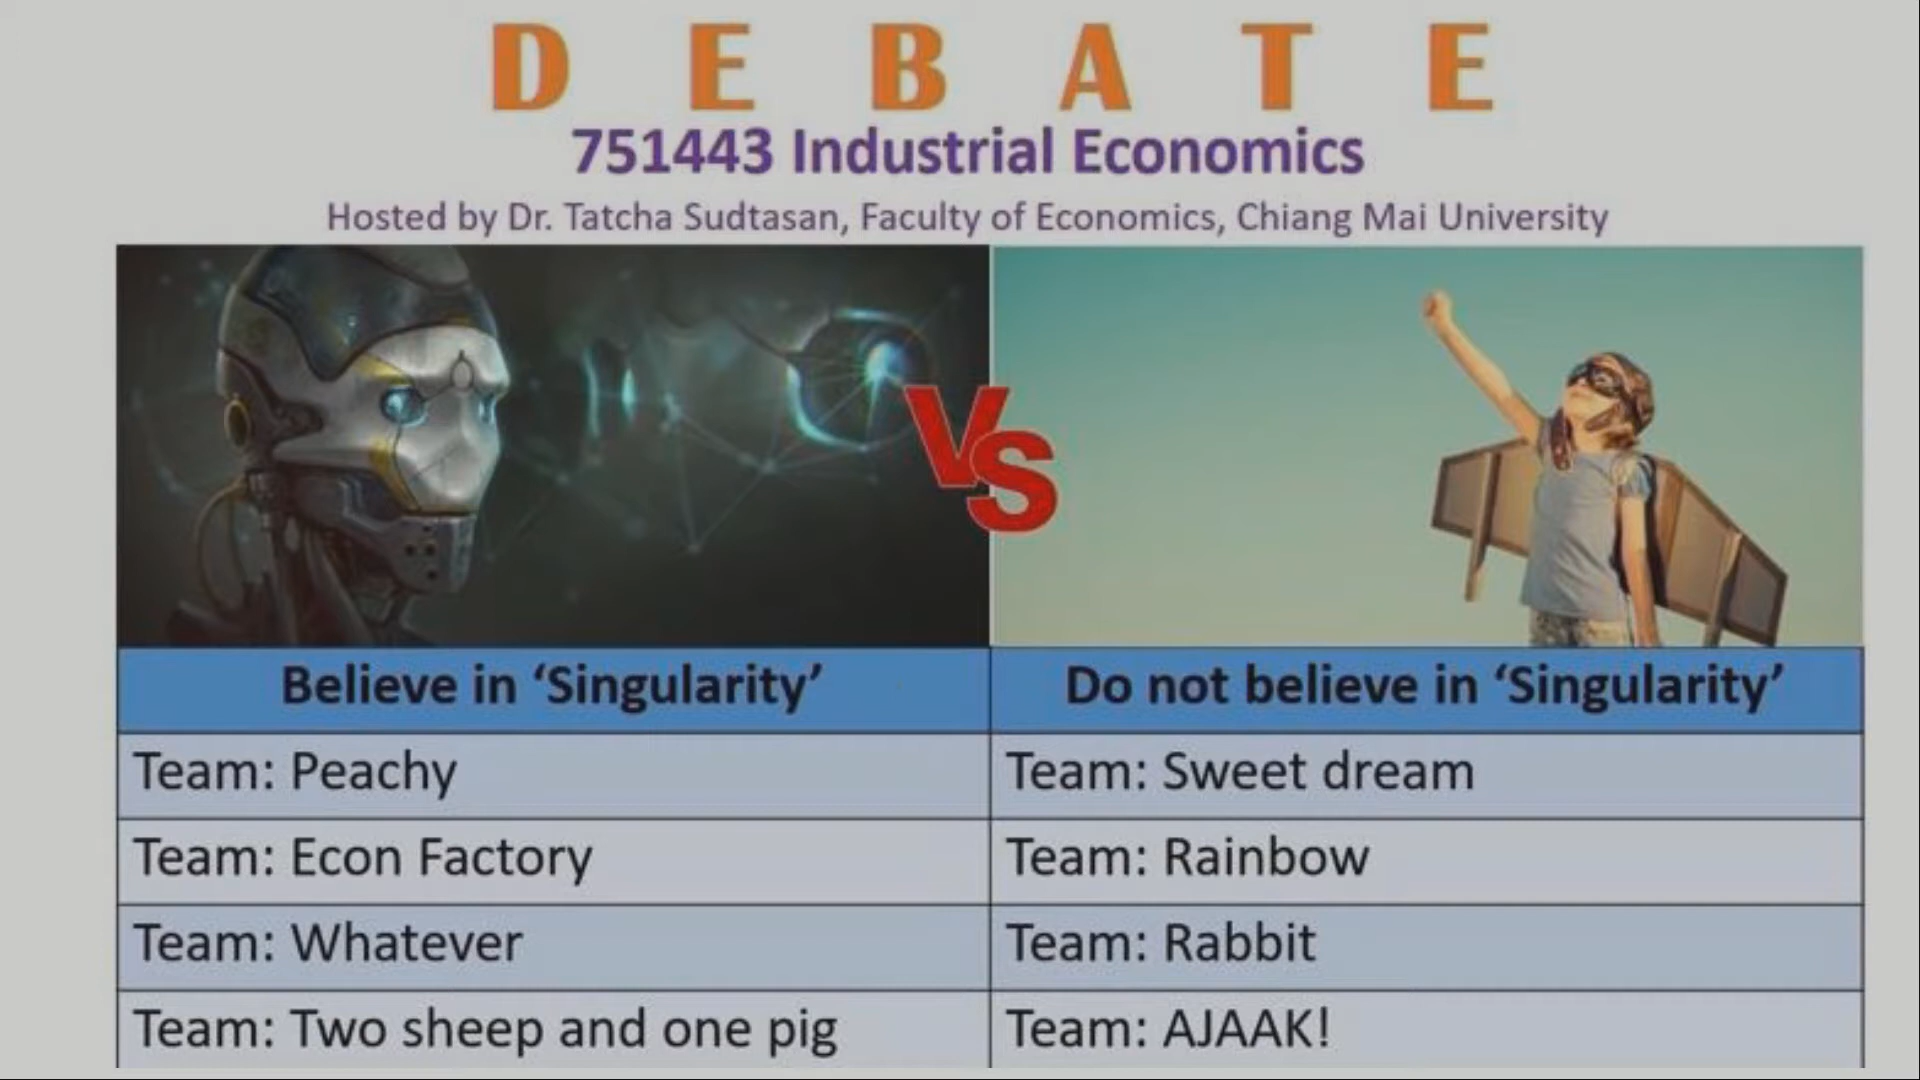 DEBATE
751443 Industrial Economics
Hosted by Dr. Tatcha Sudtasan, Faculty of Economics, Chiang Mai University
VS
Believe in ‘Singularity’
Do not believe in ‘Singularity’
Team: Peachy
Team: Sweet dream
Team: Econ Factory
Team: Rainbow
Team: Whatever
Team: Rabbit
Team: Two sheep and one pig
Team: AJAAK!